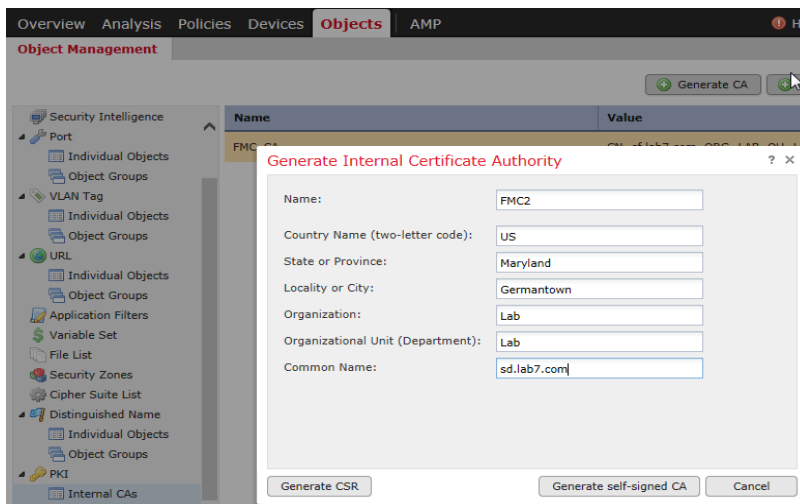 Overview Analysis Policies Devices Objects AMP
Object Management
Generate CA
Security Intelligence
Port
Individual Objects
Object Groups
VLAN Tag
Individual Objects
Object Groups
URL
Individual Objects
Object Groups
Application Filters
Variable Set
File List
Security Zones
Cipher Suite List
Distinguished Name
Individual Objects
Object Groups
PKI
Internal CAs
Name Value
Generate Internal Certificate Authority
Name: FMC2
Country Name (two-letter code): US
State or Province: Maryland
Locality or City: Germantown
Organization: Lab
Organizational Unit (Department): Lab
Common Name: sd.lab7.com
Generate CSR Generate self-signed CA Cancel